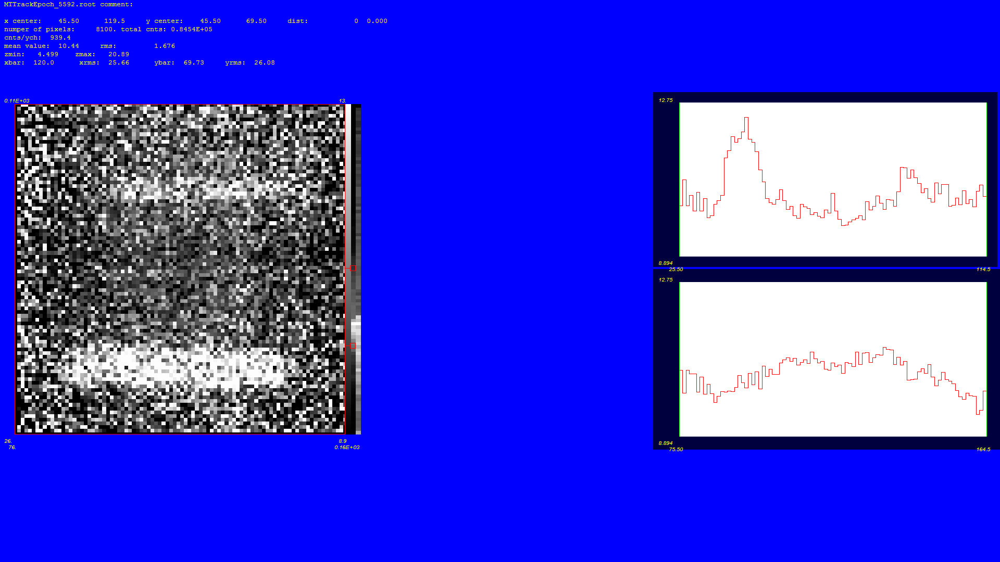 MTTrackEpoch_5592.root comment:
x center: 45.50 119.5 y center: 45.50 69.50 dist: 0 0.000
numper of pixels: 8100. total cnts: 0.8454E+05
cnts/ych: 939.4
mean value: 10.44 rms: 1.676
zmin: 4.499 zmax: 20.89
xbar: 120.0 xrms: 25.66 ybar: 69.73 yrms: 26.08
0.11E+03 13.
26. 8.9
76. 0.16E+03
12.75
8.894
25.50 114.5
12.75
8.894
75.50 164.5